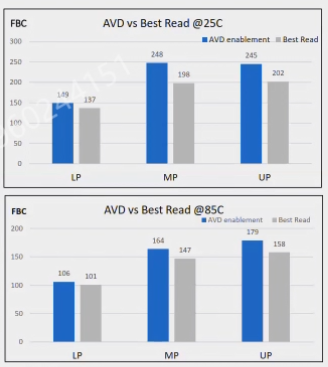 FBC
AVD vs Best Read @25C
AVD enablement Best Read
300
250
200
150
100
50
0
149 137 248 198 245 202
LP MP UP
FBC
AVD vs Best Read @85C
AVD enablement Best Read
200
150
100
50
0
106 101 164 147 179 158
LP MP UP